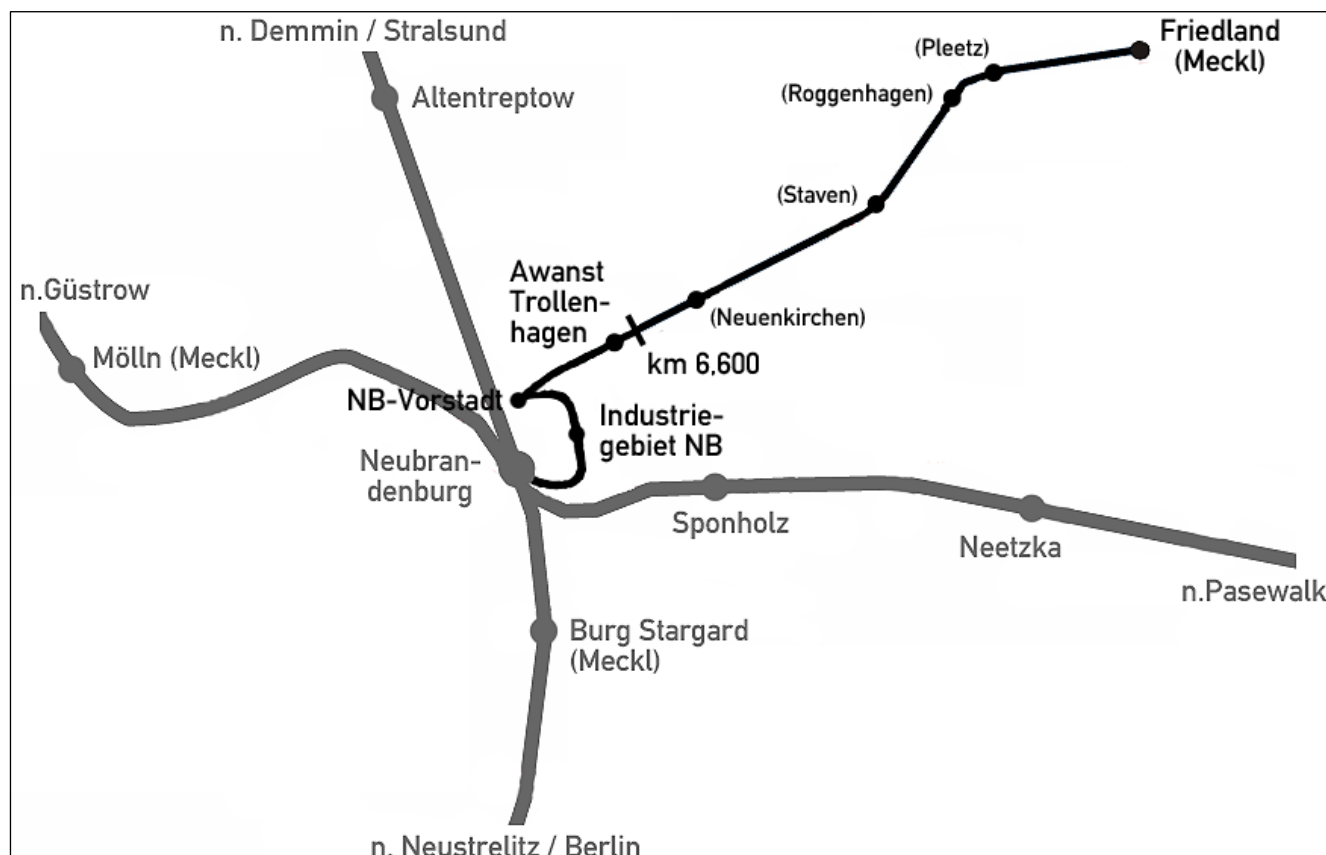 n. Demmin / Stralsund
Altentreptow
(Pleetz)
Friedland
(Meckl)
(Roggenhagen)
(Staven)
Awanst
Trollen-
hagen
(Neuenkirchen)
km 6,600
n.Güstrow
Mölln (Meckl)
NB-Vorstadt
Industrie-
gebiet NB
Neubran-
denburg
Sponholz
Neetzka
n.Pasewalk
Burg Stargard
(Meckl)
n. Neustrelitz / Berlin